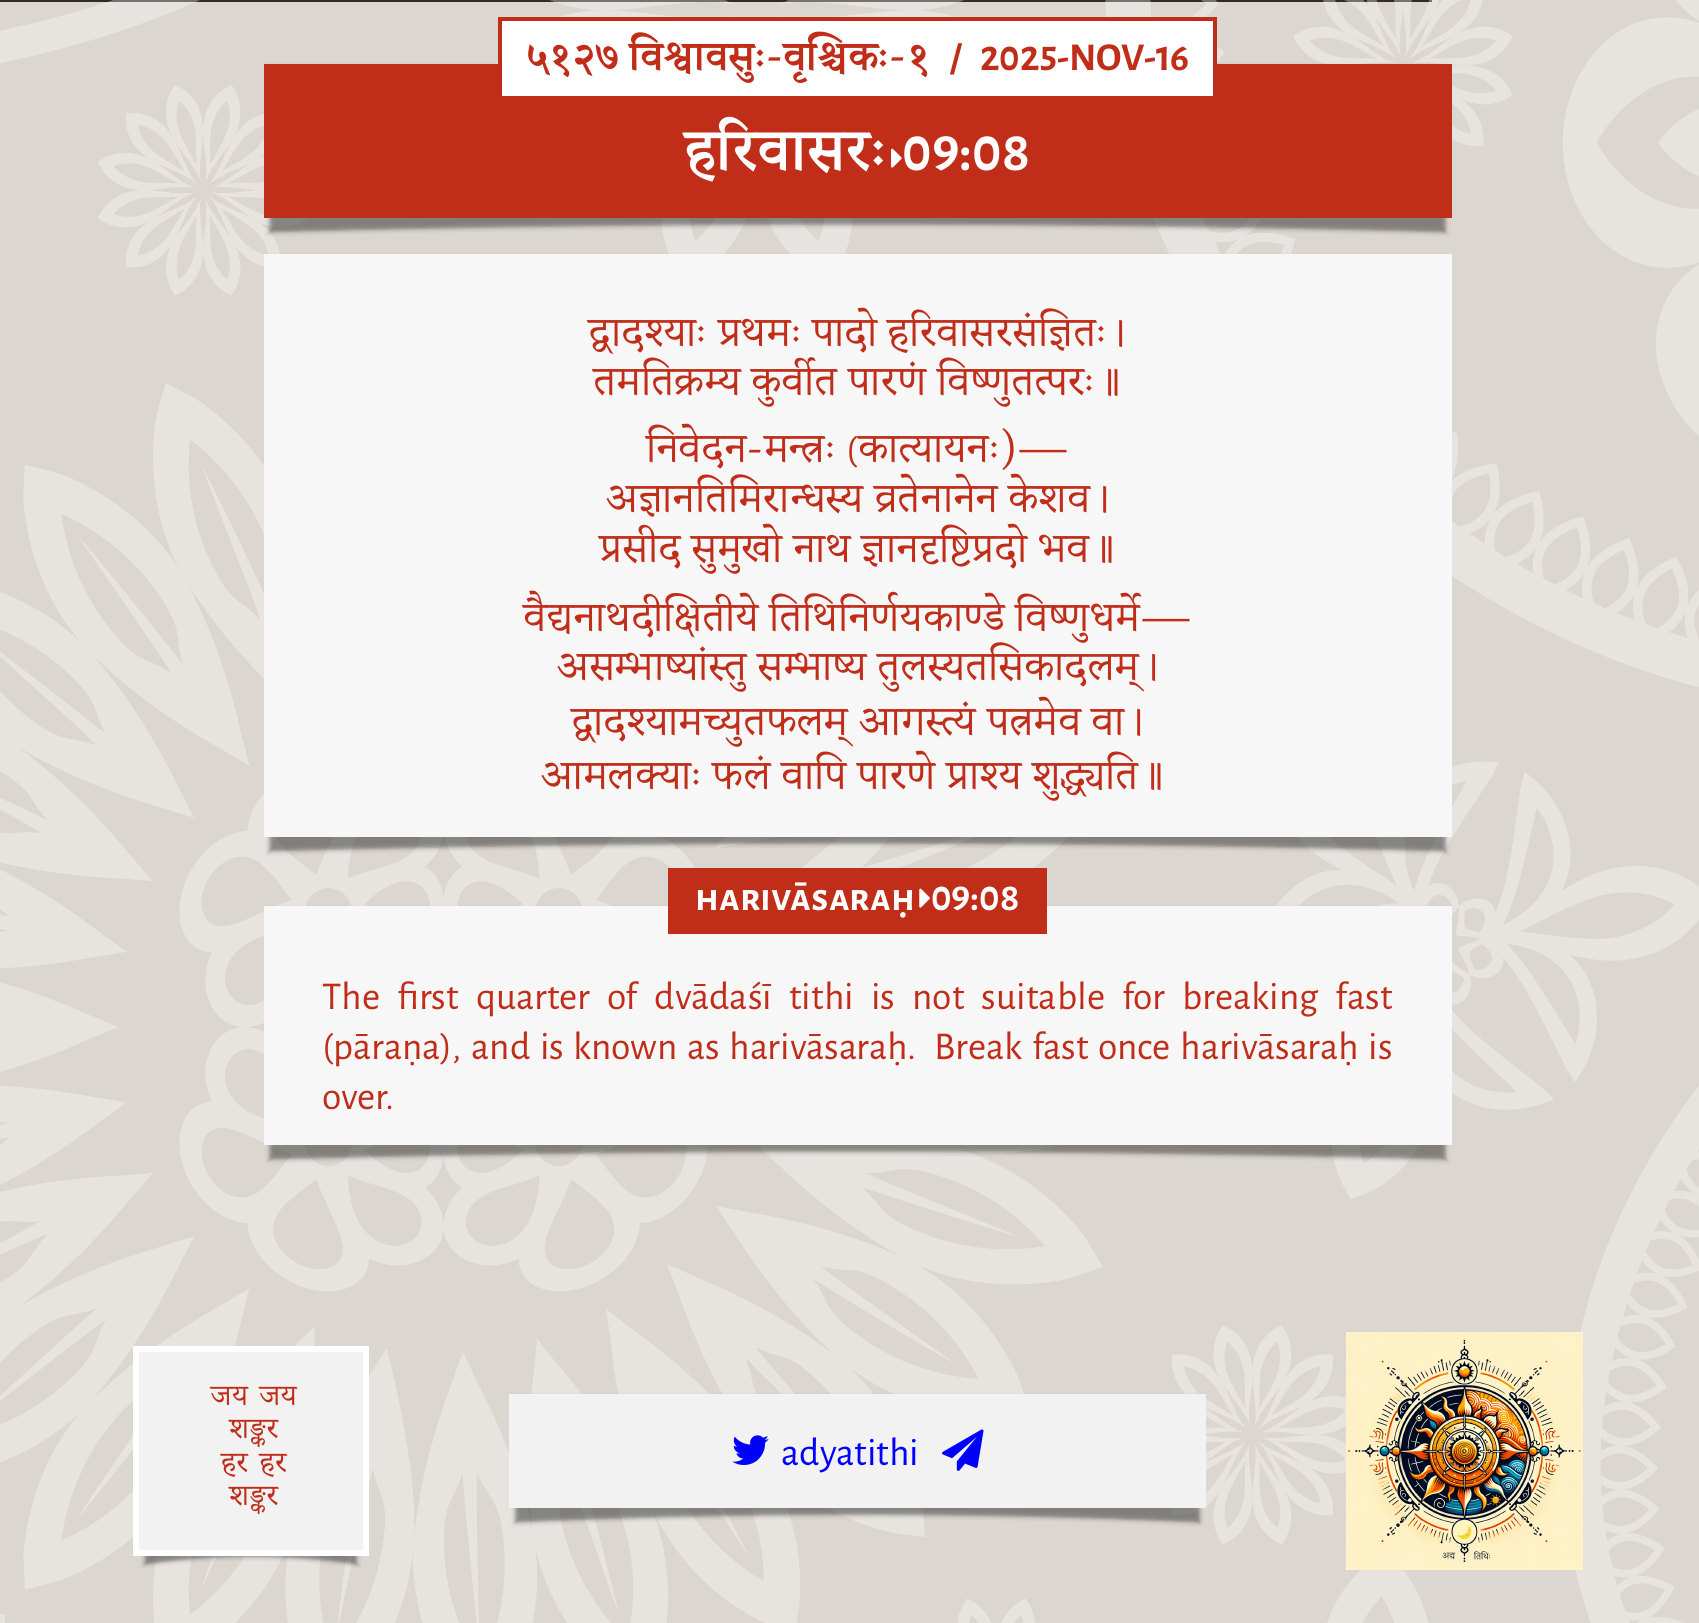 ५१२७ विश्वावसुः-वृश्चिकः-१ / 2025-NOV-16
हरिवासरः▸09:08
द्वादश्याः प्रथमः पादो हरिवासरसंज्ञितः।
तमतिक्रम्य कुर्वीत पारणं विष्णुतत्परः॥
निवेदन-मन्त्रः (कात्यायनः)—
अज्ञानतिमिरान्धस्य व्रतेनानेन केशव।
प्रसीद सुमुखो नाथ ज्ञानदृष्टिप्रदो भव॥
वैद्यनाथदीक्षितीये तिथिनिर्णयकाण्डे विष्णुधर्मे—
असम्भाष्यांस्तु सम्भाष्य तुलस्यतसिकादलम्।
द्वादश्यामच्युतफलम् आगस्त्यं पत्रमेव वा।
आमलक्याः फलं वापि पारणे प्राश्य शुद्ध्यति॥
HARIVĀSARAḤ▸09:08
The first quarter of dvādaśī tithi is not suitable for breaking fast
(pāraṇa), and is known as harivāsaraḥ. Break fast once harivāsaraḥ is
over.
जय जय
शङ्कर
हर हर
शङ्कर
adyatithi
अद्य तिथिः